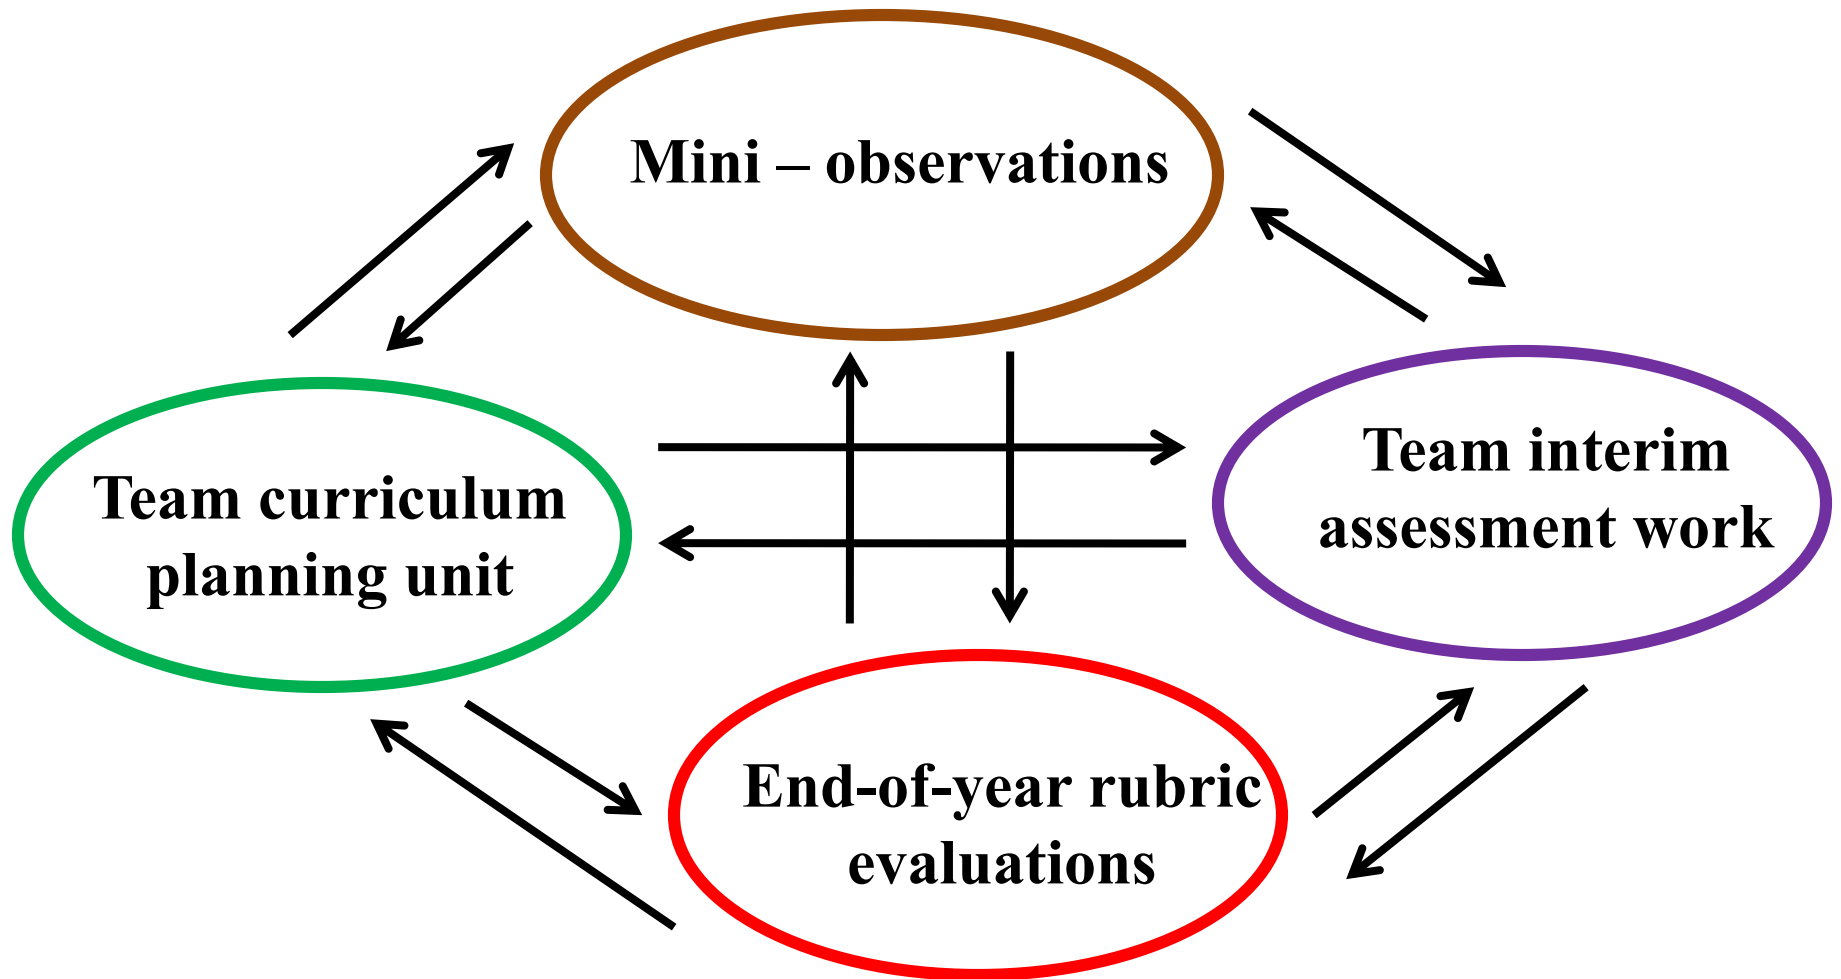 Mini – observations
Team curriculum
planning unit
Team interim
assessment work
End-of-year rubric
evaluations